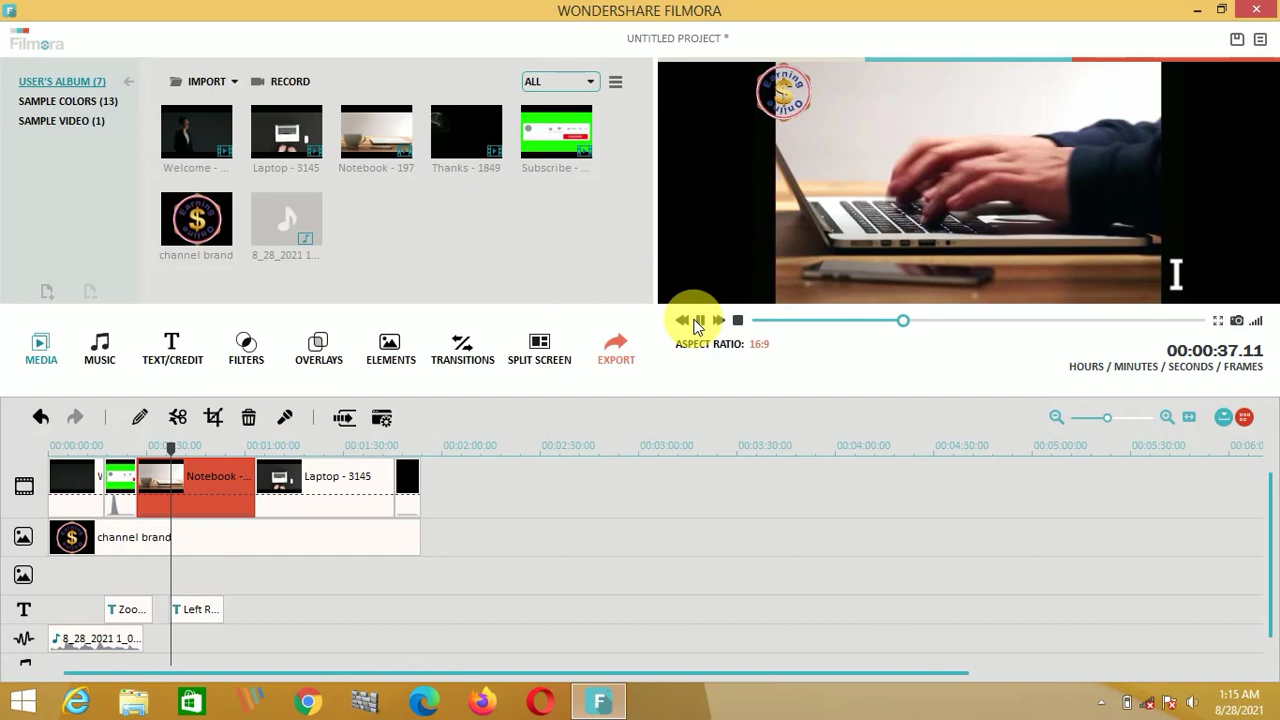 WONDERSHARE FILMORA
Filmora
UNTITLED PROJECT *
USER'S ALBUM (7)
SAMPLE COLORS (13)
SAMPLE VIDEO (1)
IMPORT
RECORD
ALL
Welcome - ...
Laptop - 3145
Notebook - 197
Thanks - 1849
Subscribe - ...
channel brand
8_28_2021 1...
Earning
$
Online
I
MEDIA
MUSIC
TEXT/CREDIT
FILTERS
OVERLAYS
ELEMENTS
TRANSITIONS
SPLIT SCREEN
EXPORT
ASPECT RATIO: 16:9
00:00:37.11
HOURS / MINUTES / SECONDS / FRAMES
00:00:00:00
00:01:00:00
00:01:30:00
00:02:00:00
00:02:30:00
00:03:00:00
00:03:30:00
00:04:00:00
00:04:30:00
00:05:00:00
00:05:30:00
00:06:0
Notebook -...
Laptop - 3145
channel brand
T Zoo...
T Left R...
8_28_2021 1_0...
1:15 AM
8/28/2021